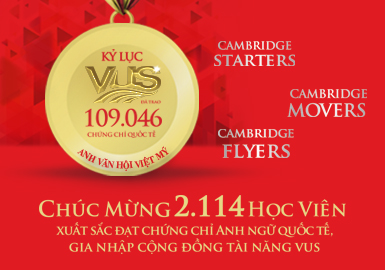 KỶ LỤC
VUS
ĐÃ TRAO
109.046
CHỨNG CHỈ QUỐC TẾ
ANH VĂN HỘI VIỆT MỸ
CAMBRIDGE
STARTERS
CAMBRIDGE
MOVERS
CAMBRIDGE
FLYERS
CHÚC MỪNG 2.114 HỌC VIÊN
XUẤT SẮC ĐẠT CHỨNG CHỈ ANH NGỮ QUỐC TẾ,
GIA NHẬP CỘNG ĐỒNG TÀI NĂNG VUS